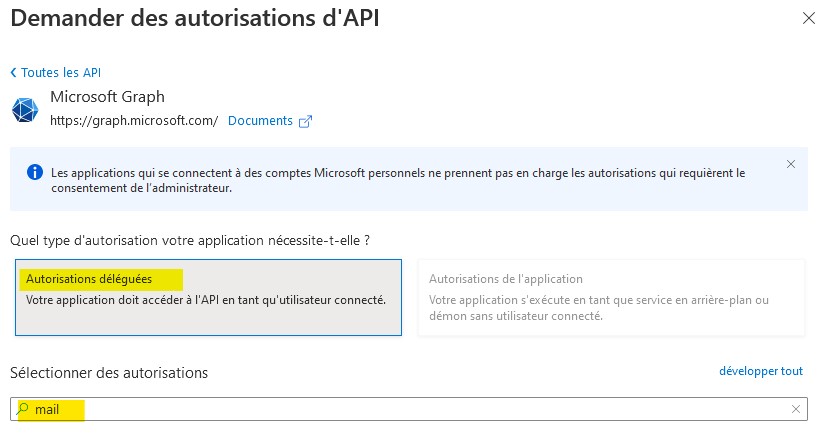 Demander des autorisations d'API
Toutes les API
Microsoft Graph
https://graph.microsoft.com/ Documents
Les applications qui se connectent à des comptes Microsoft personnels ne prennent pas en charge les autorisations qui requièrent le
consentement de l'administrateur.
Quel type d'autorisation votre application nécessite-t-elle ?
Autorisations déléguées
Votre application doit accéder à l'API en tant qu'utilisateur connecté.
Autorisations de l'application
Votre application s'exécute en tant que service en arrière-plan ou
démon sans utilisateur connecté.
Sélectionner des autorisations
développer tout
mail